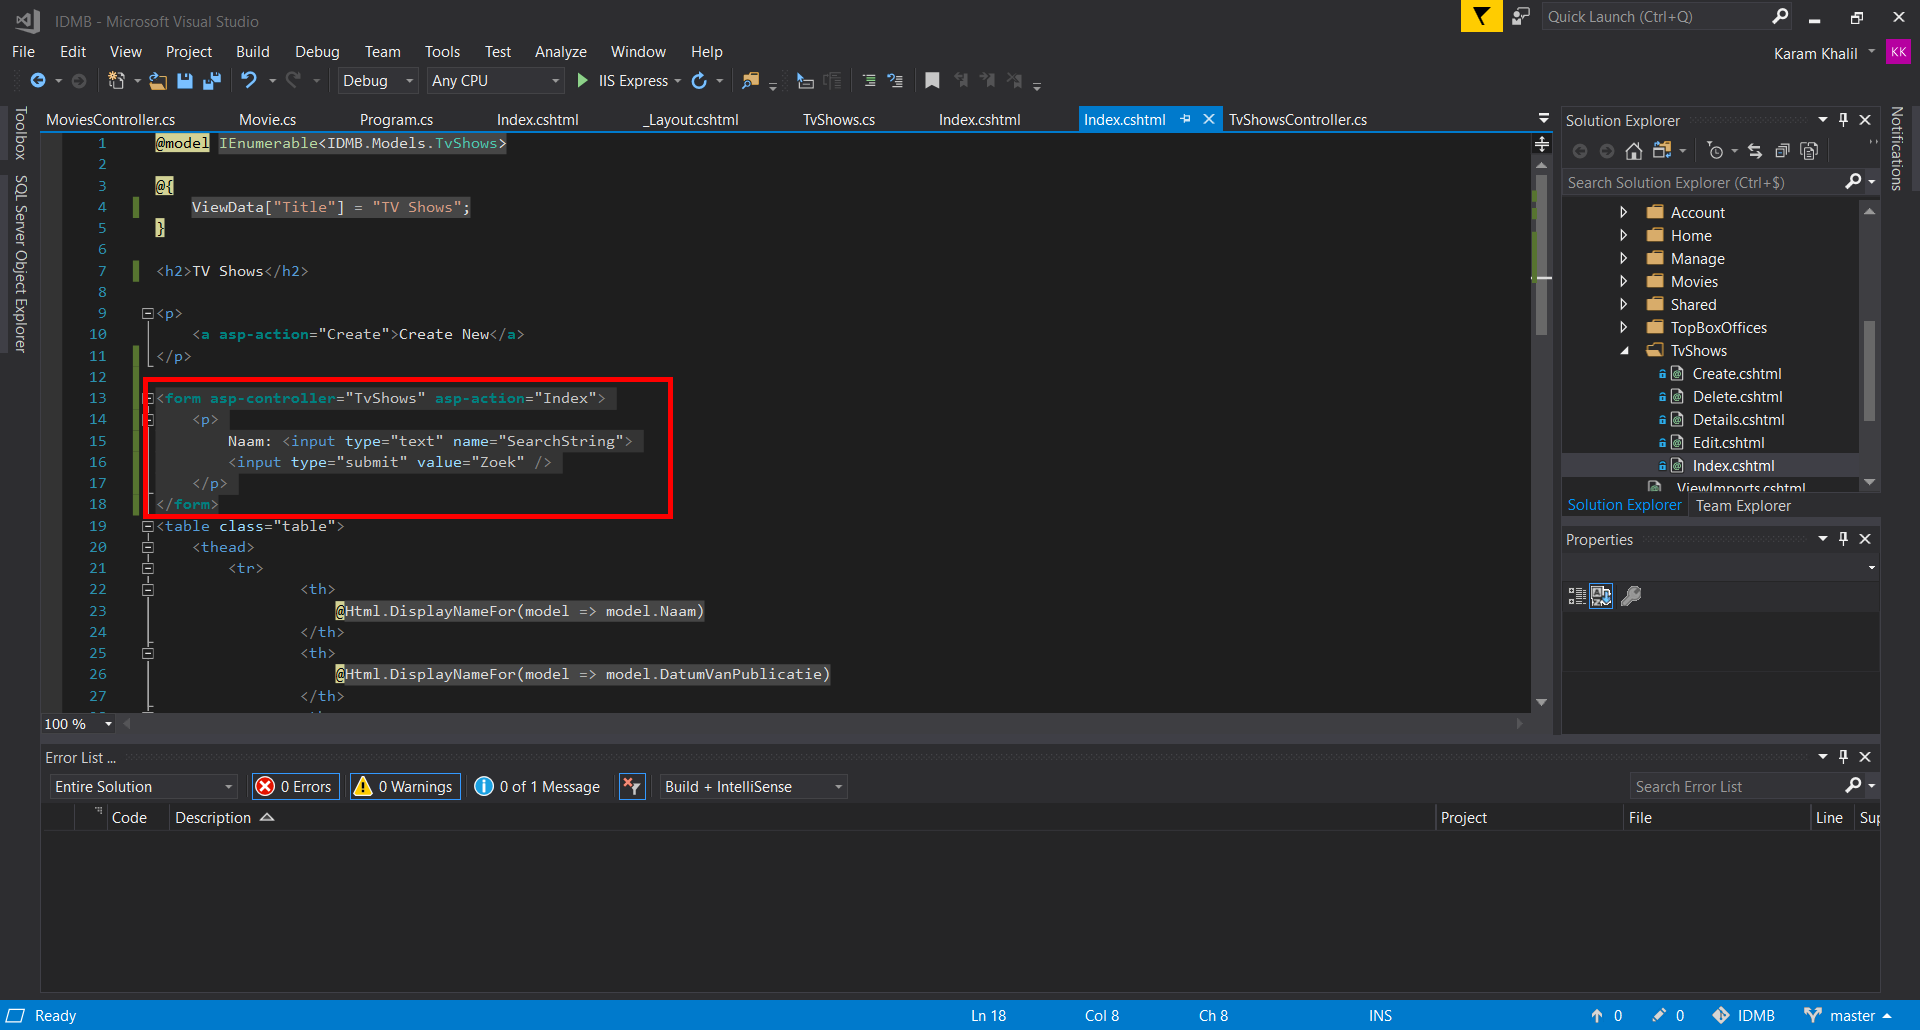 IDMB - Microsoft Visual Studio
Quick Launch (Ctrl+Q)
File Edit View Project Build Debug Team Tools Test Analyze Window Help
Karam Khalil KK
Debug Any CPU IIS Express
Toolbox
SQL Server Object Explorer
MoviesController.cs Movie.cs Program.cs Index.cshtml _Layout.cshtml TvShows.cs Index.cshtml Index.cshtml TvShowsController.cs
1 @model IEnumerable<IDMB.Models.TvShows>
2
3 @{
4 ViewData["Title"] = "TV Shows";
5 }
6
7 <h2>TV Shows</h2>
8
9 <p>
10 <a asp-action="Create">Create New</a>
11 </p>
12
13 <form asp-controller="TvShows" asp-action="Index">
14 <p>
15 Naam: <input type="text" name="SearchString">
16 <input type="submit" value="Zoek" />
17 </p>
18 </form>
19 <table class="table">
20 <thead>
21 <tr>
22 <th>
23 @Html.DisplayNameFor(model => model.Naam)
24 </th>
25 <th>
26 @Html.DisplayNameFor(model => model.DatumVanPublicatie)
27 </th>
100 %
Solution Explorer
Search Solution Explorer (Ctrl+$)
Account
Home
Manage
Movies
Shared
TopBoxOffices
TvShows
Create.cshtml
Delete.cshtml
Details.cshtml
Edit.cshtml
Index.cshtml
_ViewImports.cshtml
Solution Explorer Team Explorer
Properties
Notifications
Error List ...
Entire Solution 0 Errors 0 Warnings 0 of 1 Message Build + IntelliSense Search Error List
Code Description Project File Line Sup
Ready Ln 18 Col 8 Ch 8 INS 0 0 IDMB master